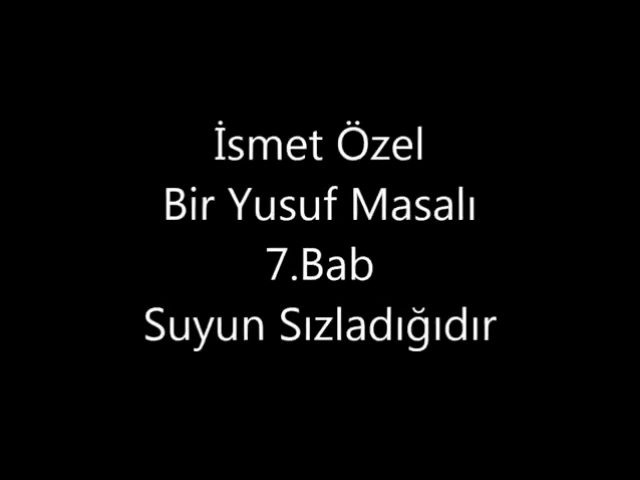 İsmet Özel
Bir Yusuf Masalı
7.Bab
Suyun Sızladığıdır